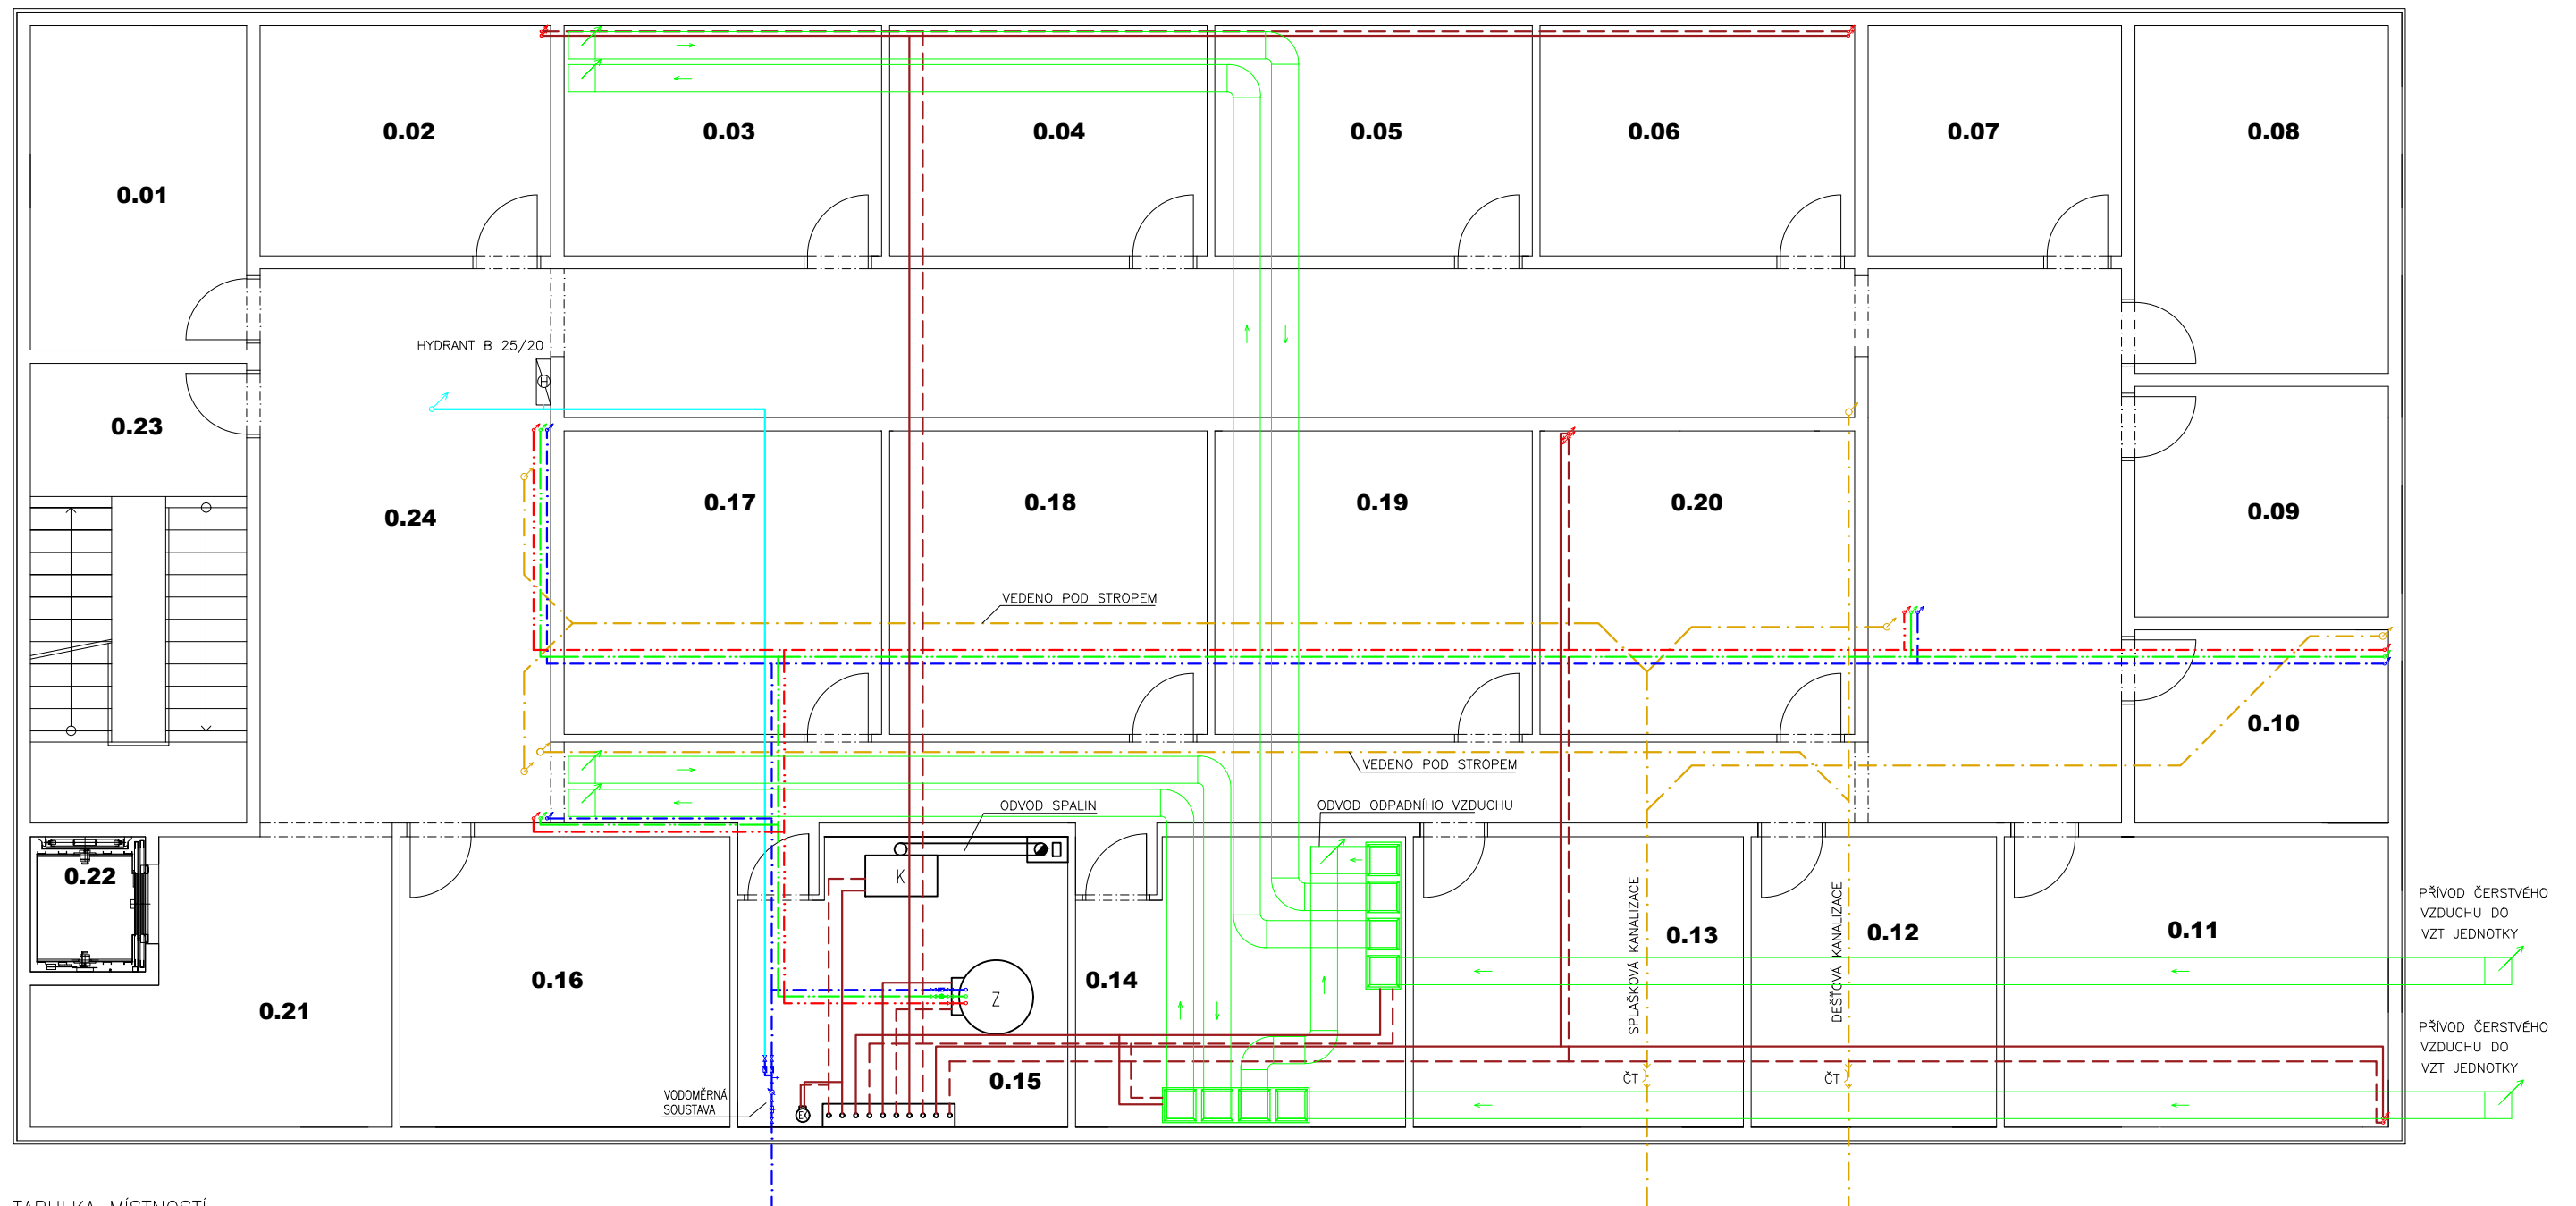 0.01
0.02
0.03
0.04
0.05
0.06
0.07
0.08
HYDRANT B 25/20
H
0.23
0.24
0.17
0.18
0.19
0.20
0.09
VEDENO POD STROPEM
0.10
VEDENO POD STROPEM
ODVOD SPALIN
ODVOD ODPADNÍHO VZDUCHU
0.22
K
SPLAŠKOVÁ KANALIZACE
DEŠŤOVÁ KANALIZACE
PŘÍVOD ČERSTVÉHO
VZDUCHU DO
VZT JEDNOTKY
0.13
0.12
0.11
0.21
0.16
Z
0.14
0.15
PŘÍVOD ČERSTVÉHO
VZDUCHU DO
VZT JEDNOTKY
ČT
ČT
VODOMĚRNÁ
SOUSTAVA
TABULKA MÍSTNOSTÍ